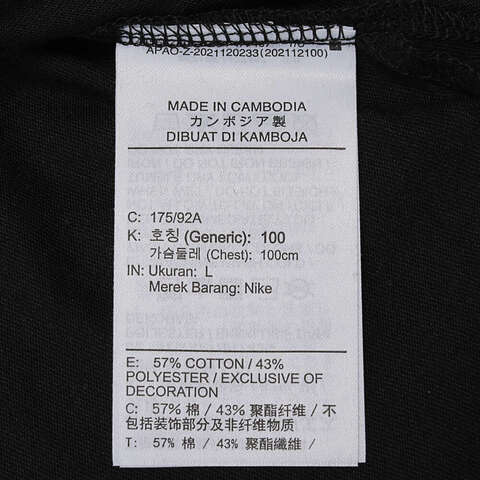 APAO-Z-2021120233(202112100)
MADE IN CAMBODIA
カンボジア製
DIBUAT DI KAMBOJA
C: 175/92A
K: 호칭 (Generic): 100
가슴둘레 (Chest): 100cm
IN: Ukuran: L
Merek Barang: Nike
E: 57% COTTON / 43%
POLYESTER / EXCLUSIVE OF
DECORATION
C: 57% 棉 / 43% 聚酯纤维 / 不
包括装饰部分及非纤维物质
T: 57% 棉 / 43% 聚酯纖維 /